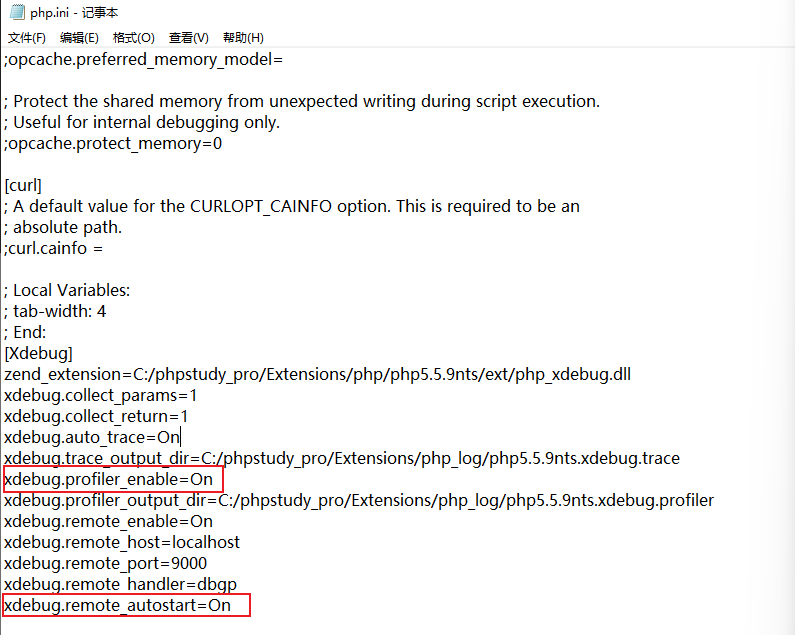 php.ini - 记事本
文件(F) 编辑(E) 格式(O) 查看(V) 帮助(H)
;opcache.preferred_memory_model=
; Protect the shared memory from unexpected writing during script execution.
; Useful for internal debugging only.
;opcache.protect_memory=0
[curl]
; A default value for the CURLOPT_CAINFO option. This is required to be an
; absolute path.
;curl.cainfo =
; Local Variables:
; tab-width: 4
; End:
[Xdebug]
zend_extension=C:/phpstudy_pro/Extensions/php/php5.5.9nts/ext/php_xdebug.dll
xdebug.collect_params=1
xdebug.collect_return=1
xdebug.auto_trace=On
xdebug.trace_output_dir=C:/phpstudy_pro/Extensions/php_log/php5.5.9nts.xdebug.trace
xdebug.profiler_enable=On
xdebug.profiler_output_dir=C:/phpstudy_pro/Extensions/php_log/php5.5.9nts.xdebug.profiler
xdebug.remote_enable=On
xdebug.remote_host=localhost
xdebug.remote_port=9000
xdebug.remote_handler=dbgp
xdebug.remote_autostart=On